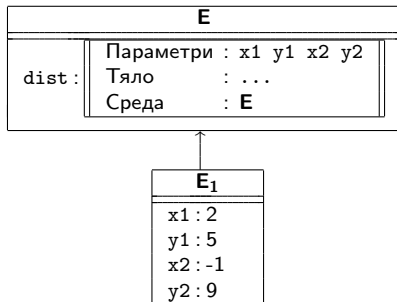 E
Параметри : x1 y1 x2 y2
dist : Тяло : ...
Среда : E
E1
x1 : 2
y1 : 5
x2 : -1
y2 : 9